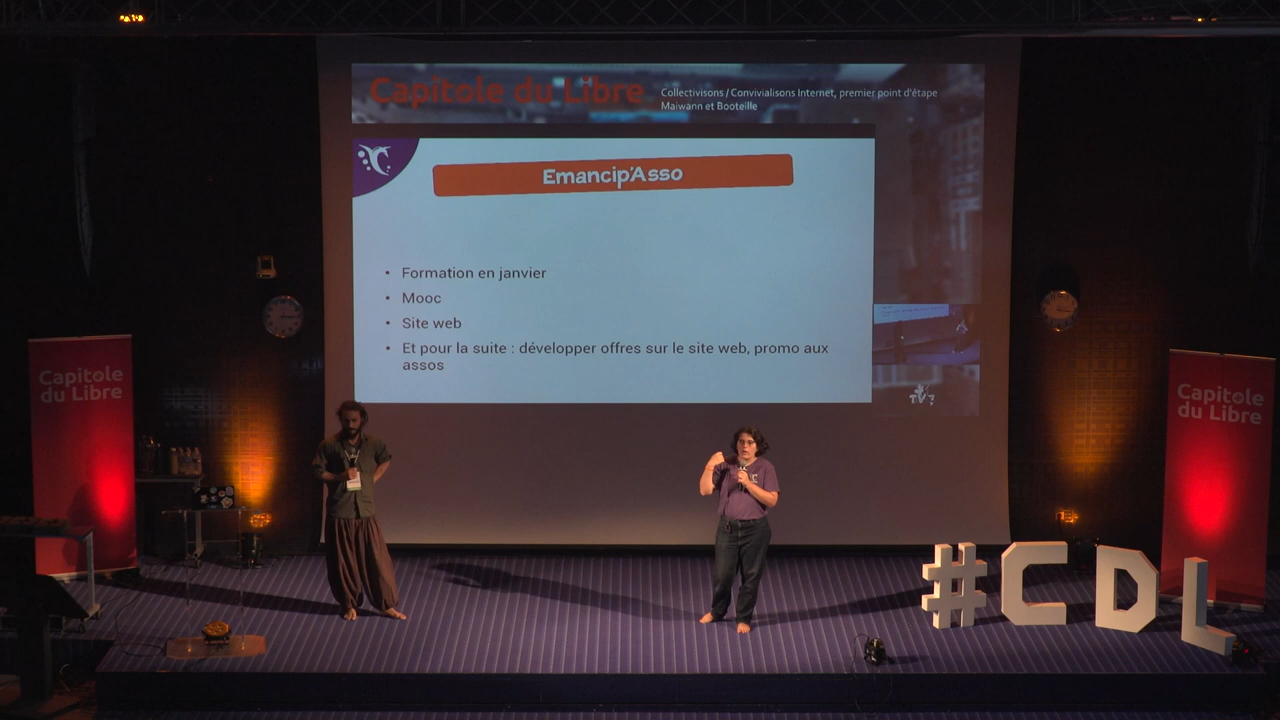 Capitole du Libre
Collectivisons / Convivialisons Internet, premier point d'étape
Maiwann et Booteille
Emancip'Asso
• Formation en janvier
• Mooc
• Site web
• Et pour la suite : développer offres sur le site web, promo aux
assos
Capitole
du Libre
Capitole
du Libre
#CDL